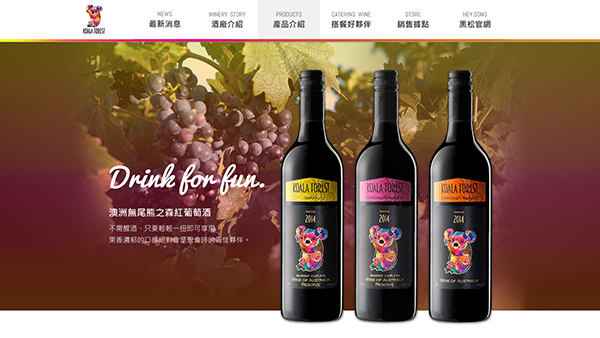 KOALA FOREST
NEWS
最新消息
WINERY STORY
酒廠介紹
PRODUCTS
產品介紹
CATERING WINE
搭餐好夥伴
STORE
銷售據點
HEY SONG
黑松官網
Drink for fun.
澳洲無尾熊之森紅葡萄酒
不需醒酒，只要輕輕一扭即可享用
果香濃郁的口感絕對會是聚會時的最佳夥伴。
KOALA FOREST
2014
MURRAY DARLING
WINE OF AUSTRALIA
RESERVE
KOALA FOREST
2014
MURRAY DARLING
WINE OF AUSTRALIA
RESERVE
KOALA FOREST
2014
WINE OF AUSTRALIA
RESERVE